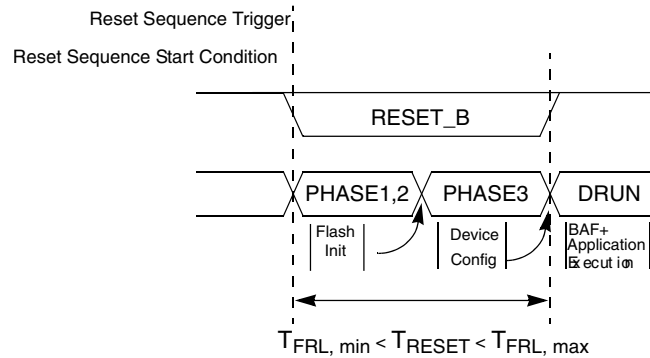 Reset Sequence Trigger
Reset Sequence Start Condition
RESET_B
PHASE1,2 PHASE3 DRUN
Flash
Init
Device
Config
BAF+
Application
Execution
TFRL, min < TRESET < TFRL, max